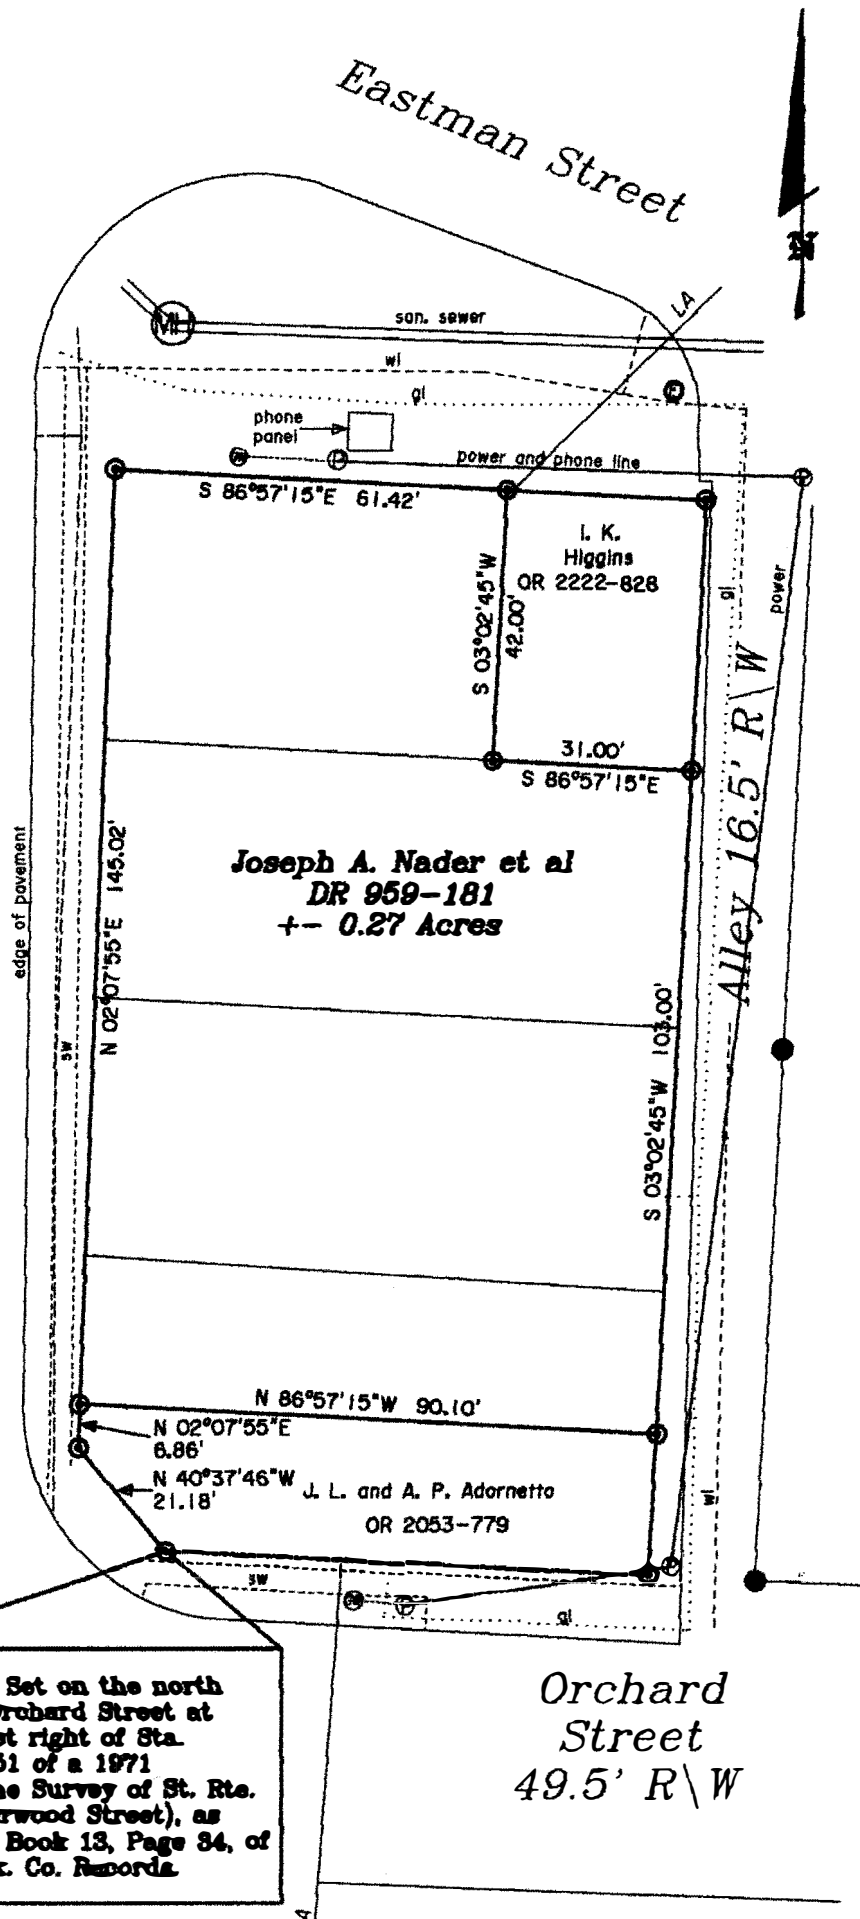 Eastman Street
N
LA
MH
san. sewer
wl
gl
phone
panel
power and phone line
S 86°57'15"E 61.42'
I. K.
Higgins
OR 2222-828
S 03°02'45"W
42.00'
gl
power
31.00'
S 86°57'15"E
Alley 16.5' R\W
edge of pavement
N 02°07'55"E 145.02'
Joseph A. Nader et al
DR 959-181
+- 0.27 Acres
sw
S 03°02'45"W 103.00'
N 86°57'15"W 90.10'
N 02°07'55"E
6.86'
N 40°37'46"W
21.18'
J. L. and A. P. Adornetto
OR 2053-779
wl
sw
gl
Set on the north
Orchard Street at
et right of Sta.
51 of a 1971
ne Survey of St. Rte.
rwood Street), as
Book 13, Page 34, of
k. Co. Records
Orchard
Street
49.5' R\W